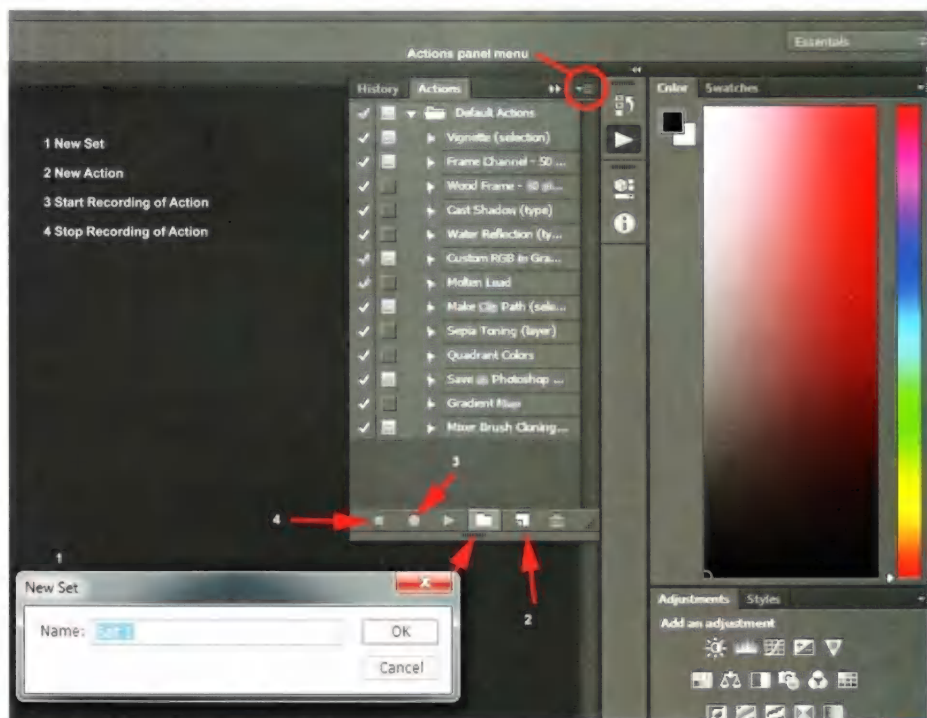 Essentials
Actions panel menu
History Actions
Color Swatches
Default Actions
Vignette (selection)
Frame Channel - 50 ...
Wood Frame - 50 pi...
Cast Shadow (type)
Water Reflection (ty...
Custom RGB to Gra...
Molten Lead
Make Clip Path (sele...
Sepia Toning (layer)
Quadrant Colors
Save as Photoshop ...
Gradient Map
Mixer Brush Cloning...
1 New Set
2 New Action
3 Start Recording of Action
4 Stop Recording of Action
3
4
1
2
New Set
Name: Set 1
OK
Cancel
Adjustments Styles
Add an adjustment